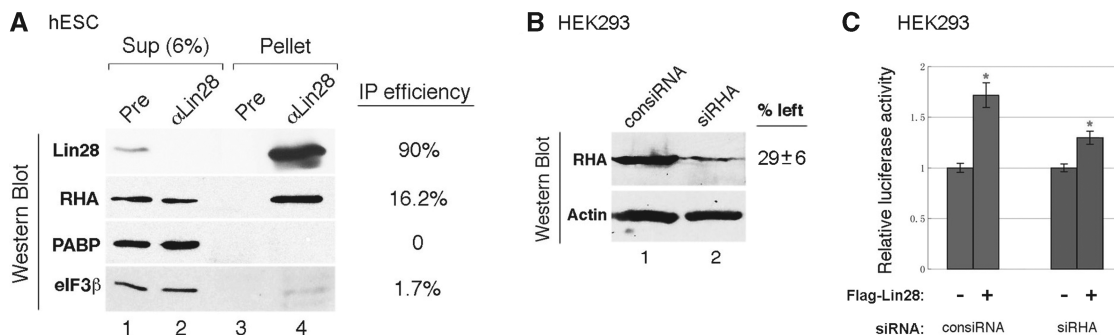 A hESC
Sup (6%) Pellet
Pre αLin28 Pre αLin28 IP efficiency
Western Blot
Lin28 90%
RHA 16.2%
PABP 0
eIF3β 1.7%
1 2 3 4
B HEK293
consiRNA siRHA % left
Western Blot
RHA 29±6
Actin
1 2
C HEK293
Relative luciferase activity
2
1.5
1
0.5
0
* *
Flag-Lin28: - + - +
siRNA: consiRNA siRHA